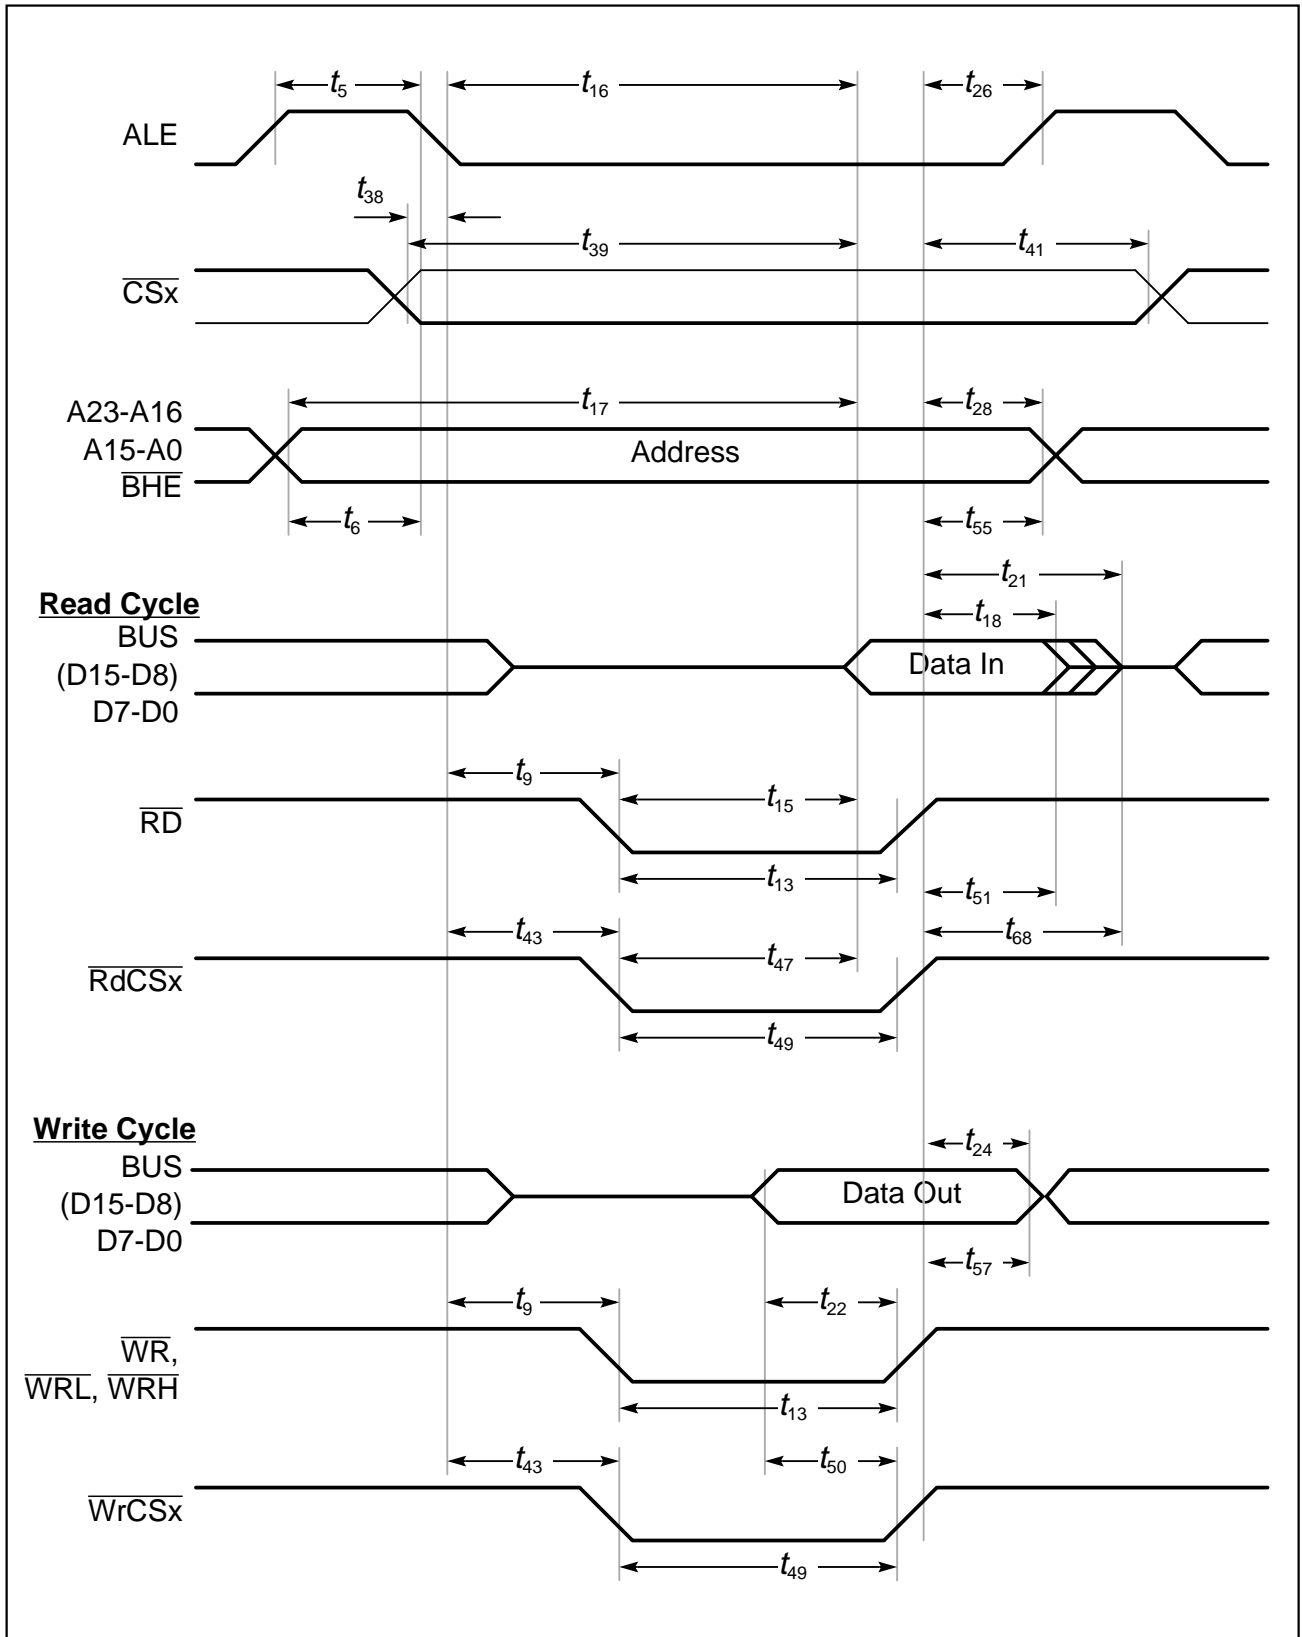 t5
t16
t26
ALE
t38
t39
t41
CSx
A23-A16
t17
t28
A15-A0
Address
BHE
t6
t55
t21
Read Cycle
t18
BUS
Data In
(D15-D8)
D7-D0
t9
t15
RD
t13
t51
t43
t68
t47
RdCSx
t49
Write Cycle
t24
BUS
Data Out
(D15-D8)
D7-D0
t57
t9
t22
WR,
WRL, WRH
t13
t43
t50
WrCSx
t49